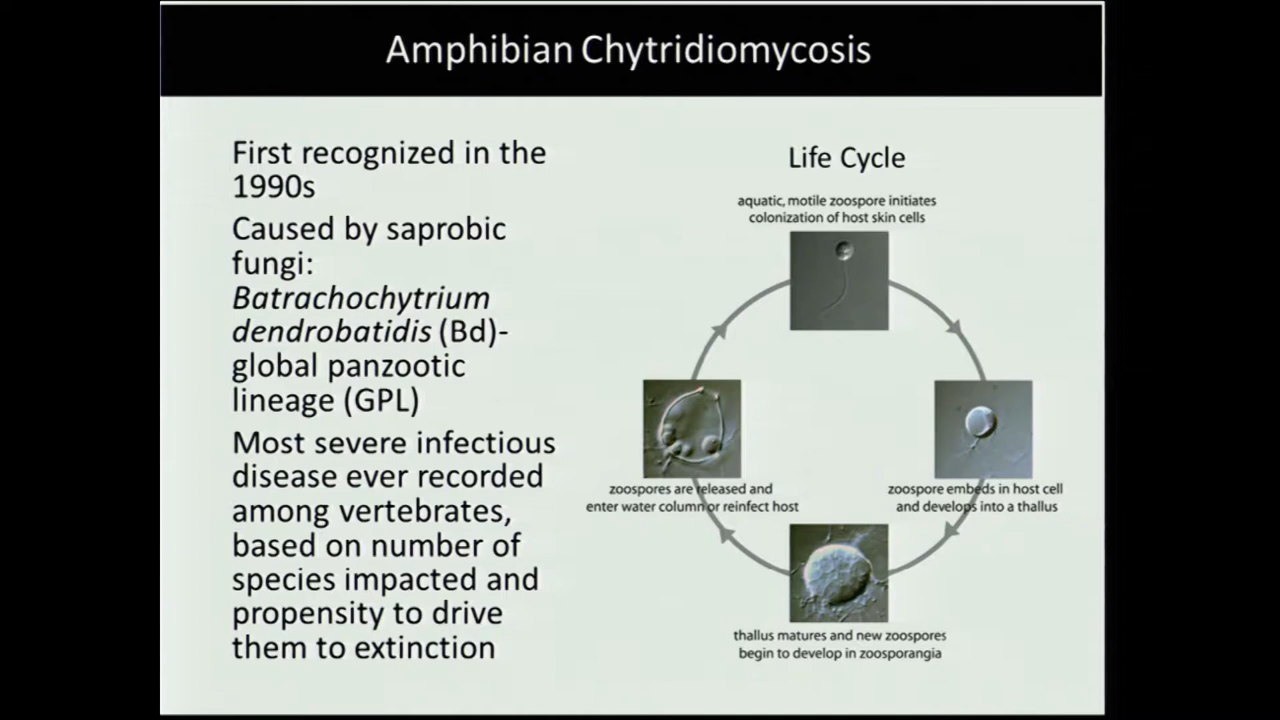 Amphibian Chytridiomycosis
First recognized in the
1990s
Caused by saprobic
fungi:
Batrachochytrium
dendrobatidis (Bd)-
global panzootic
lineage (GPL)
Most severe infectious
disease ever recorded
among vertebrates,
based on number of
species impacted and
propensity to drive
them to extinction
Life Cycle
aquatic, motile zoospore initiates
colonization of host skin cells
zoospore embeds in host cell
and develops into a thallus
thallus matures and new zoospores
begin to develop in zoosporangia
zoospores are released and
enter water column or reinfect host